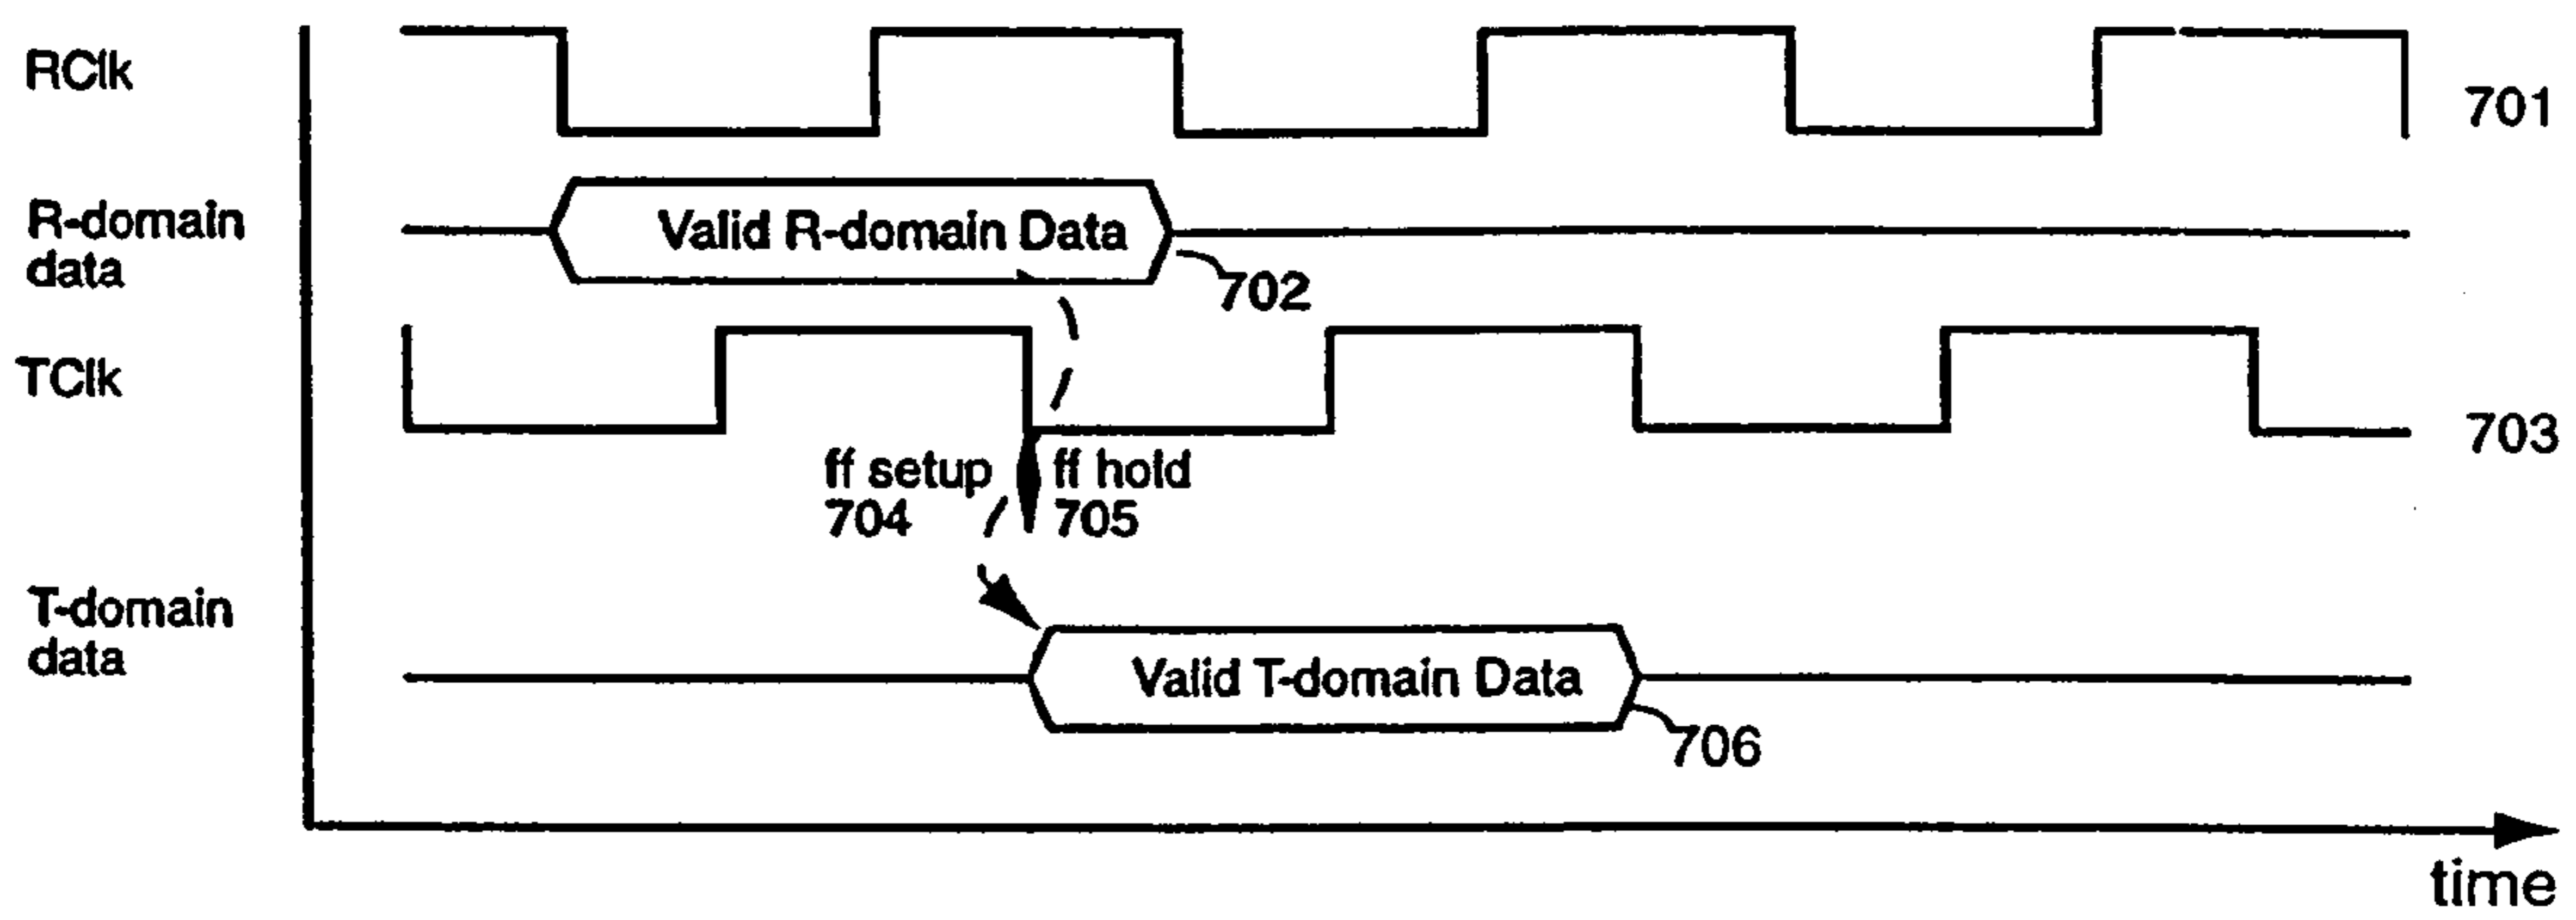 RClk
701
R-domain
data
Valid R-domain Data
702
TClk
703
ff setup
704
ff hold
705
T-domain
data
Valid T-domain Data
706
time